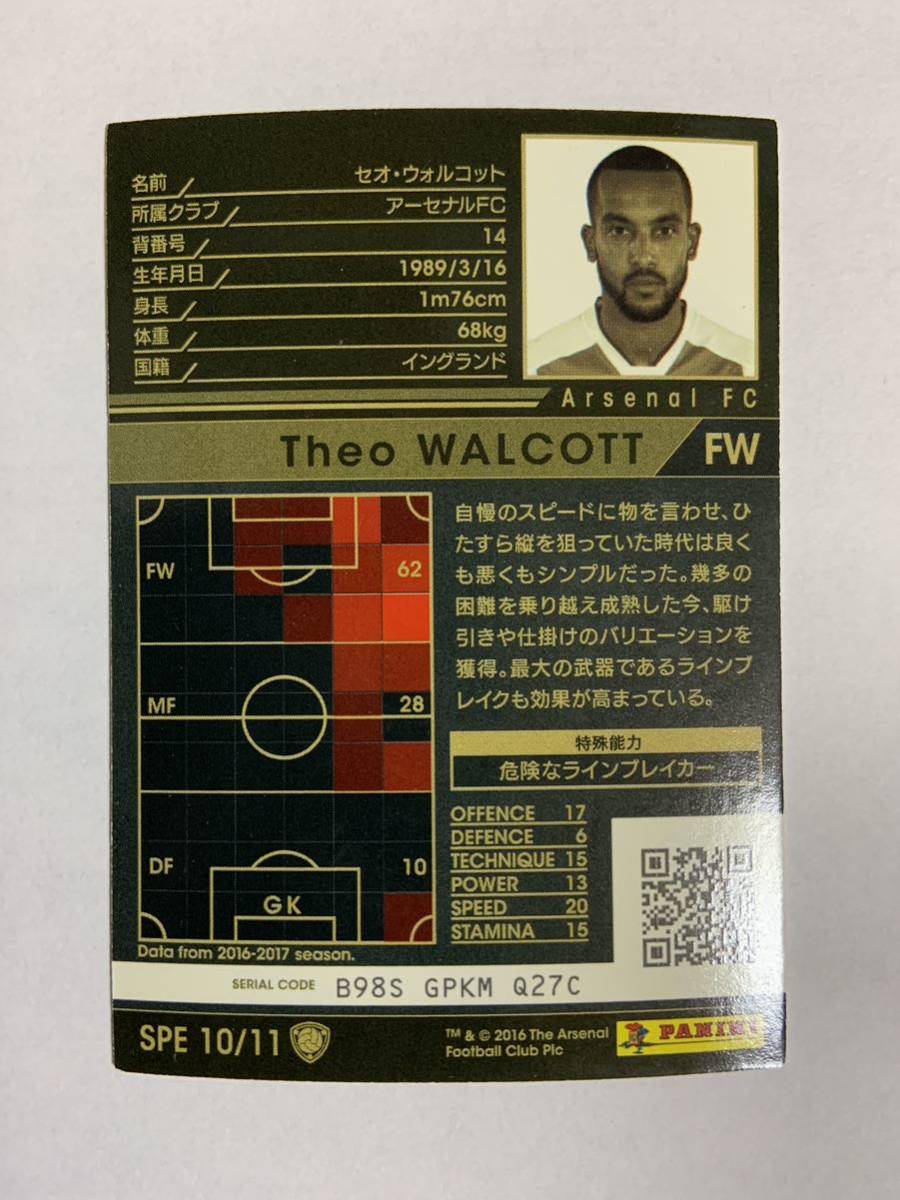 名前 セオ・ウォルコット
所属クラブ アーセナルFC
背番号 14
生年月日 1989/3/16
身長 1m76cm
体重 68kg
国籍 イングランド
Arsenal FC
Theo WALCOTT FW
FW 62
MF 28
DF 10
GK
Data from 2016-2017 season.
自慢のスピードに物を言わせ、ひ
たすら縦を狙っていた時代は良く
も悪くもシンプルだった。幾多の
困難を乗り越え成熟した今、駆け
引きや仕掛けのバリエーションを
獲得。最大の武器であるラインブ
レイクも効果が高まっている。
特殊能力
危険なラインブレイカー
OFFENCE 17
DEFENCE 6
TECHNIQUE 15
POWER 13
SPEED 20
STAMINA 15
SERIAL CODE B98S GPKM Q27C
SPE 10/11
™ & © 2016 The Arsenal
Football Club Plc
PANINI